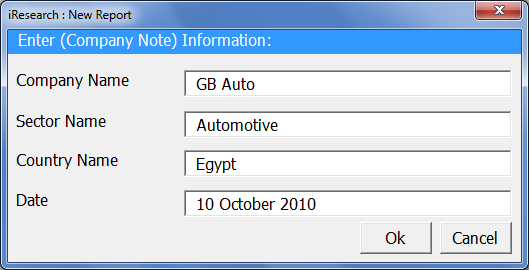 iResearch : New Report
Enter (Company Note) Information:
Company Name GB Auto
Sector Name Automotive
Country Name Egypt
Date 10 October 2010
Ok Cancel